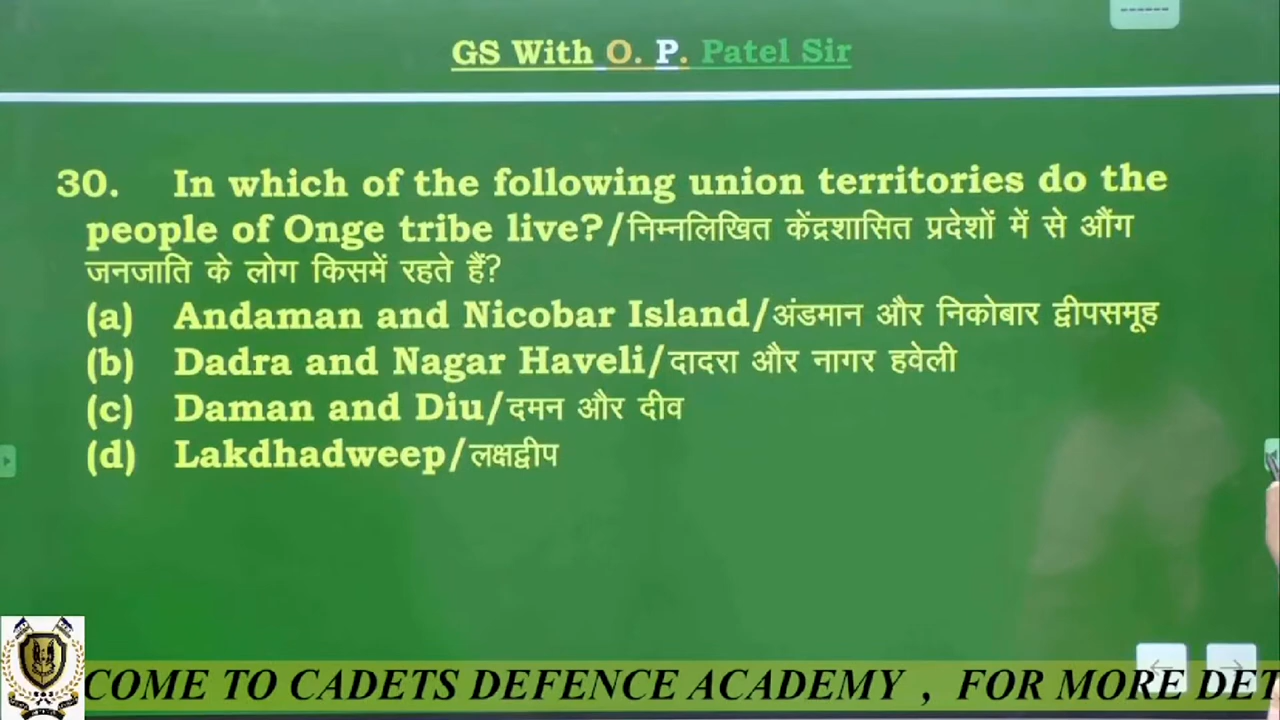 ------
GS With O. P. Patel Sir
30. In which of the following union territories do the
people of Onge tribe live?/निम्नलिखित केंद्रशासित प्रदेशों में से औंग
जनजाति के लोग किसमें रहते हैं?
(a) Andaman and Nicobar Island/अंडमान और निकोबार द्वीपसमूह
(b) Dadra and Nagar Haveli/दादरा और नागर हवेली
(c) Daman and Diu/दमन और दीव
(d) Lakdhadweep/लक्षद्वीप
COME TO CADETS DEFENCE ACADEMY , FOR MORE DET